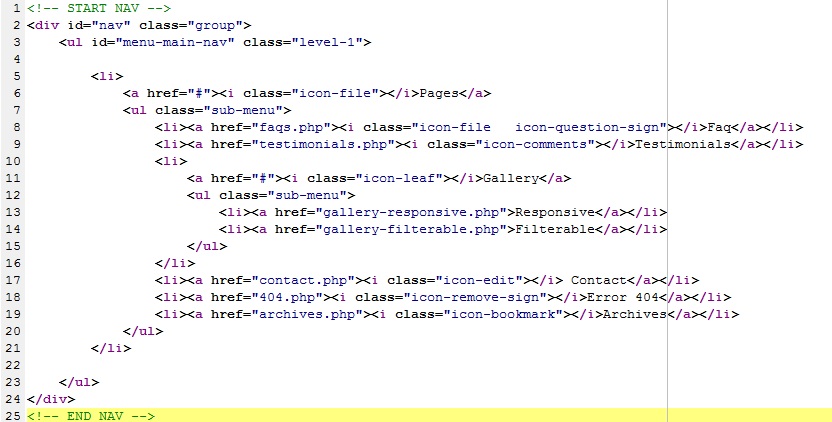 1 <!-- START NAV -->
2 <div id="nav" class="group">
3     <ul id="menu-main-nav" class="level-1">
4
5         <li>
6             <a href="#"><i class="icon-file"></i>Pages</a>
7             <ul class="sub-menu">
8                 <li><a href="faqs.php"><i class="icon-file   icon-question-sign"></i>Faq</a></li>
9                 <li><a href="testimonials.php"><i class="icon-comments"></i>Testimonials</a></li>
10                 <li>
11                     <a href="#"><i class="icon-leaf"></i>Gallery</a>
12                     <ul class="sub-menu">
13                         <li><a href="gallery-responsive.php">Responsive</a></li>
14                         <li><a href="gallery-filterable.php">Filterable</a></li>
15                     </ul>
16                 </li>
17                 <li><a href="contact.php"><i class="icon-edit"></i> Contact</a></li>
18                 <li><a href="404.php"><i class="icon-remove-sign"></i>Error 404</a></li>
19                 <li><a href="archives.php"><i class="icon-bookmark"></i>Archives</a></li>
20             </ul>
21         </li>
22
23     </ul>
24 </div>
25 <!-- END NAV -->